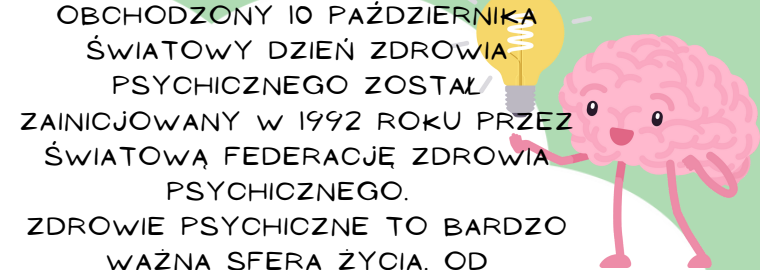 OBCHODZONY 10 PAŹDZIERNIKA
ŚWIATOWY DZIEŃ ZDROWIA
PSYCHICZNEGO ZOSTAŁ
ZAINICJOWANY W 1992 ROKU PRZEZ
ŚWIATOWĄ FEDERACJĘ ZDROWIA
PSYCHICZNEGO.
ZDROWIE PSYCHICZNE TO BARDZO
WAŻNA SFERA ŻYCIA. OD